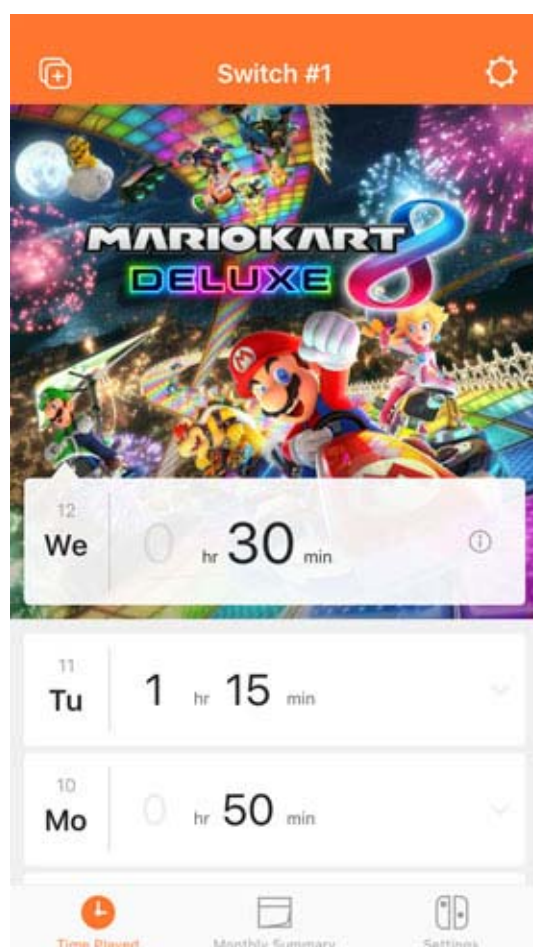 Switch #1
MARIOKART 8
DELUXE
M
12
We 0 hr 30 min
11
Tu 1 hr 15 min
10
Mo 0 hr 50 min
Time Played Monthly Summary Settings